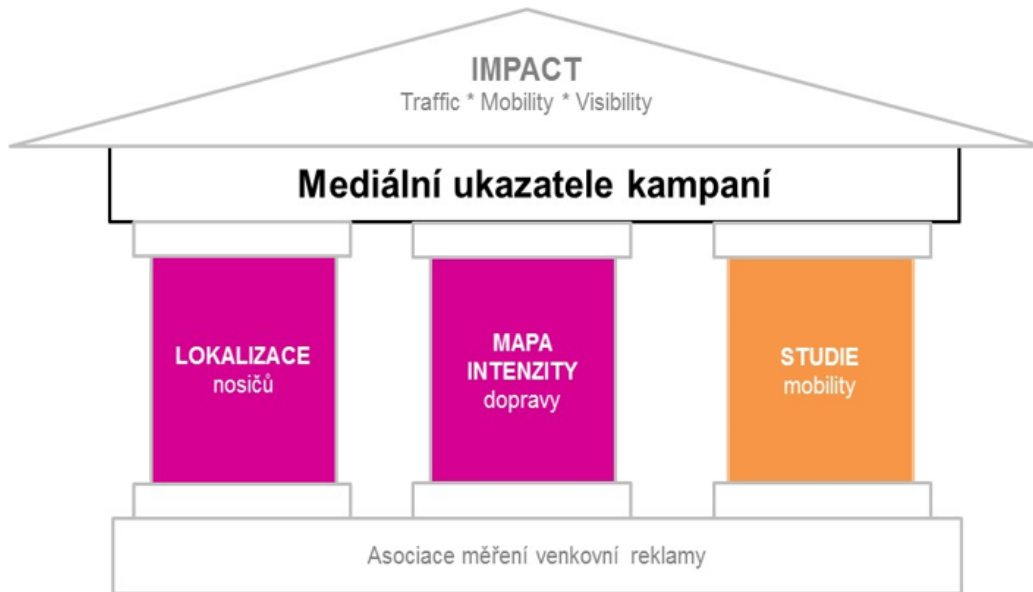 IMPACT
Traffic * Mobility * Visibility
Mediální ukazatele kampaní
LOKALIZACE
nosičů
MAPA
INTENZITY
dopravy
STUDIE
mobility
Asociace měření venkovní reklamy